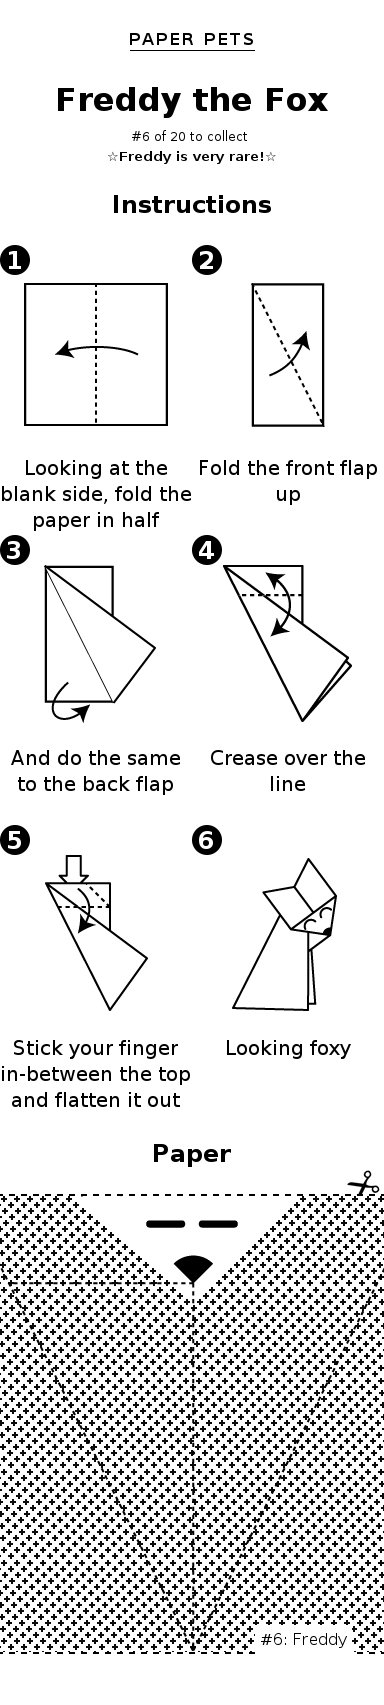 PAPER PETS
Freddy the Fox
#6 of 20 to collect
☆Freddy is very rare!☆
Instructions
1
Looking at the
blank side, fold the
paper in half
2
Fold the front flap
up
3
And do the same
to the back flap
4
Crease over the
line
5
Stick your finger
in-between the top
and flatten it out
6
Looking foxy
Paper
#6: Freddy